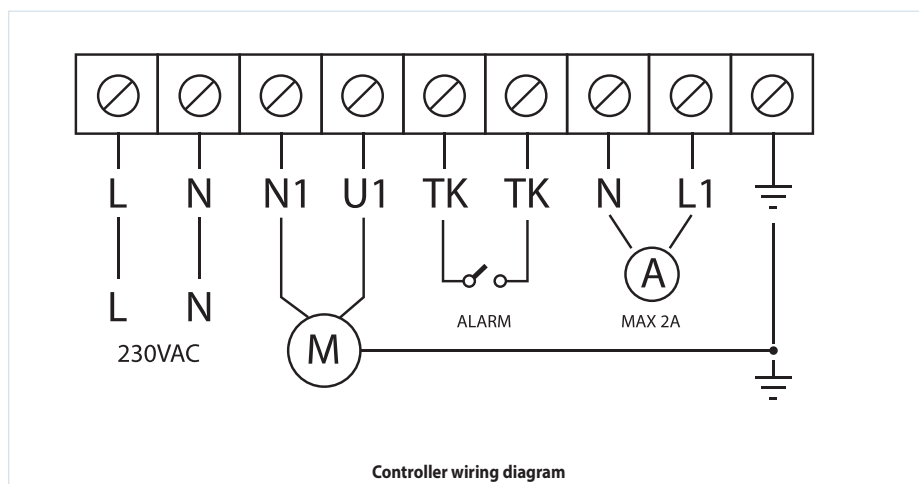 L N N1 U1 TK TK N L1
L N
230VAC
M
ALARM
A
MAX 2A
Controller wiring diagram